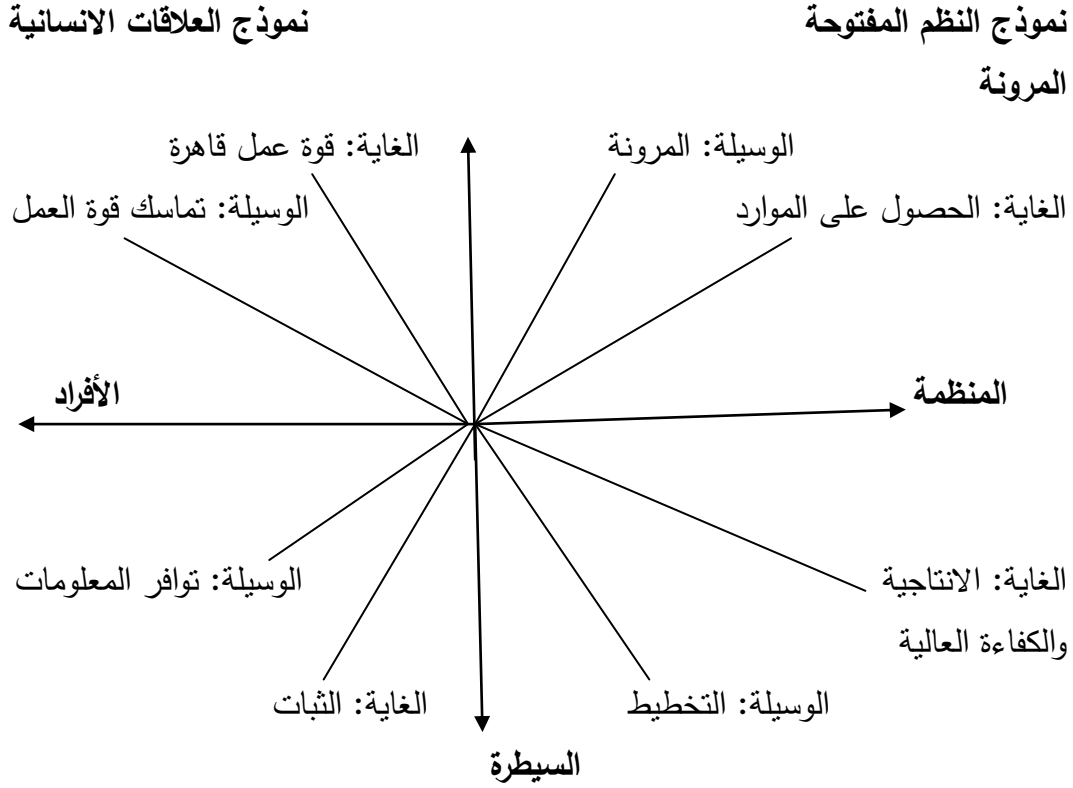 نموذج النظم المفتوحة
نموذج العلاقات الانسانية
المرونة
الوسيلة: المرونة
الغاية: قوة عمل قاهرة
الغاية: الحصول على الموارد
الوسيلة: تماسك قوة العمل
المنظمة
الأفراد
الغاية: الانتاجية
الوسيلة: توافر المعلومات
والكفاءة العالية
الوسيلة: التخطيط
الغاية: الثبات
السيطرة